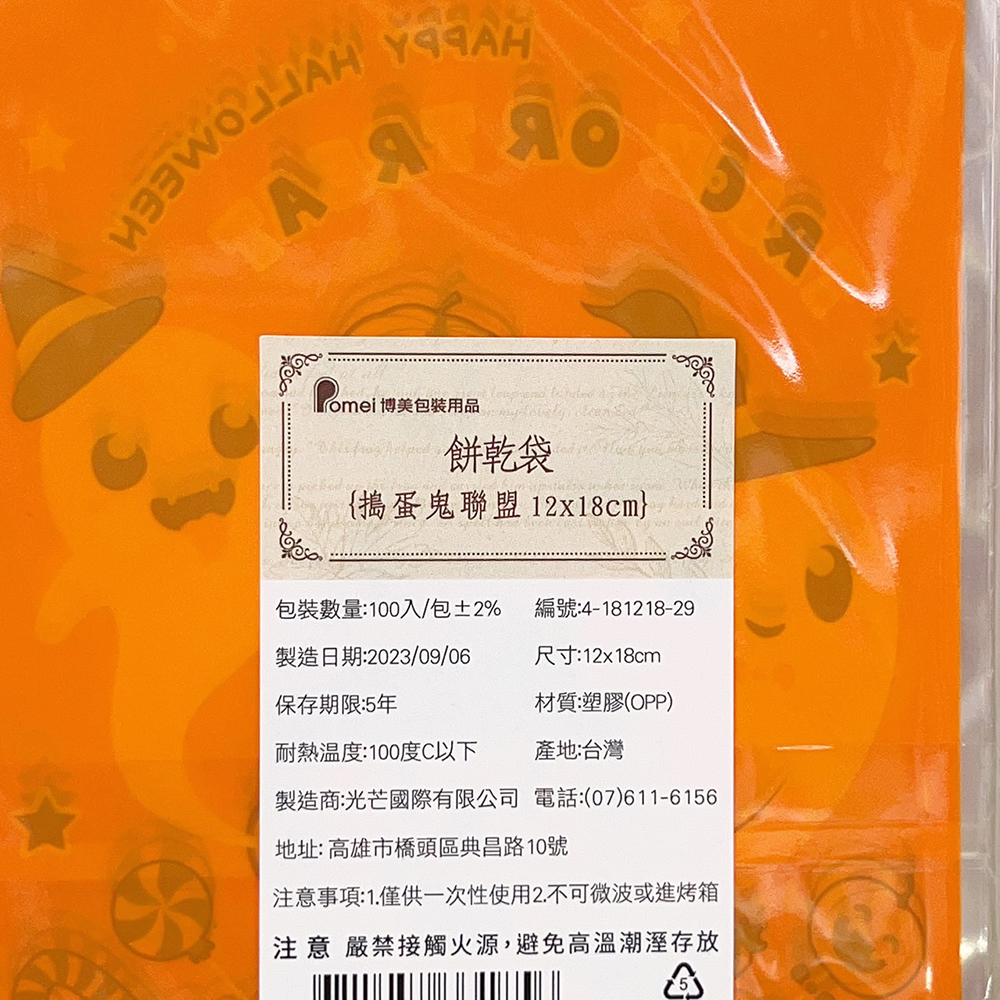 HAPPY HALLOWEEN
Pomei 博美包裝用品
餅乾袋
{搗蛋鬼聯盟 12x18cm}
包裝數量:100入/包±2% 編號:4-181218-29
製造日期:2023/09/06 尺寸:12x18cm
保存期限:5年 材質:塑膠(OPP)
耐熱溫度:100度C以下 產地:台灣
製造商:光芒國際有限公司 電話:(07)611-6156
地址: 高雄市橋頭區典昌路10號
注意事項:1.僅供一次性使用2.不可微波或進烤箱
注意 嚴禁接觸火源,避免高溫潮溼存放
5